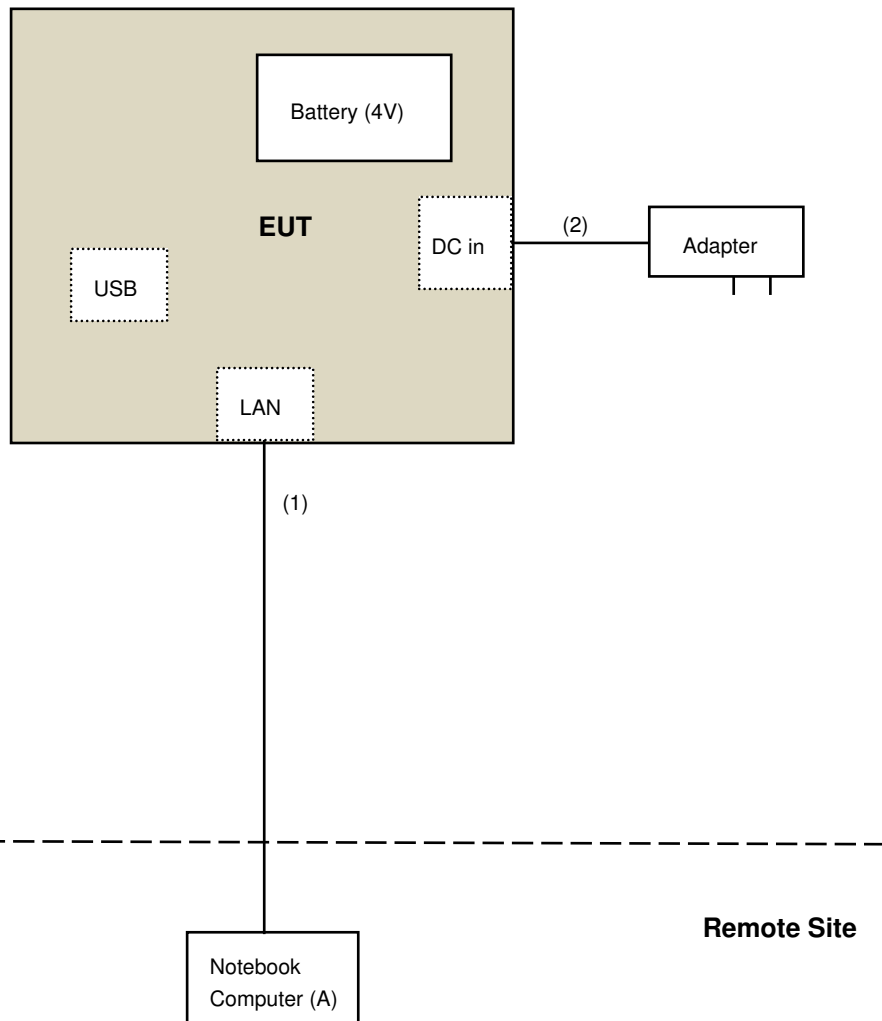 Battery (4V)
EUT
DC in
(2)
Adapter
USB
LAN
(1)
Remote Site
Notebook
Computer (A)